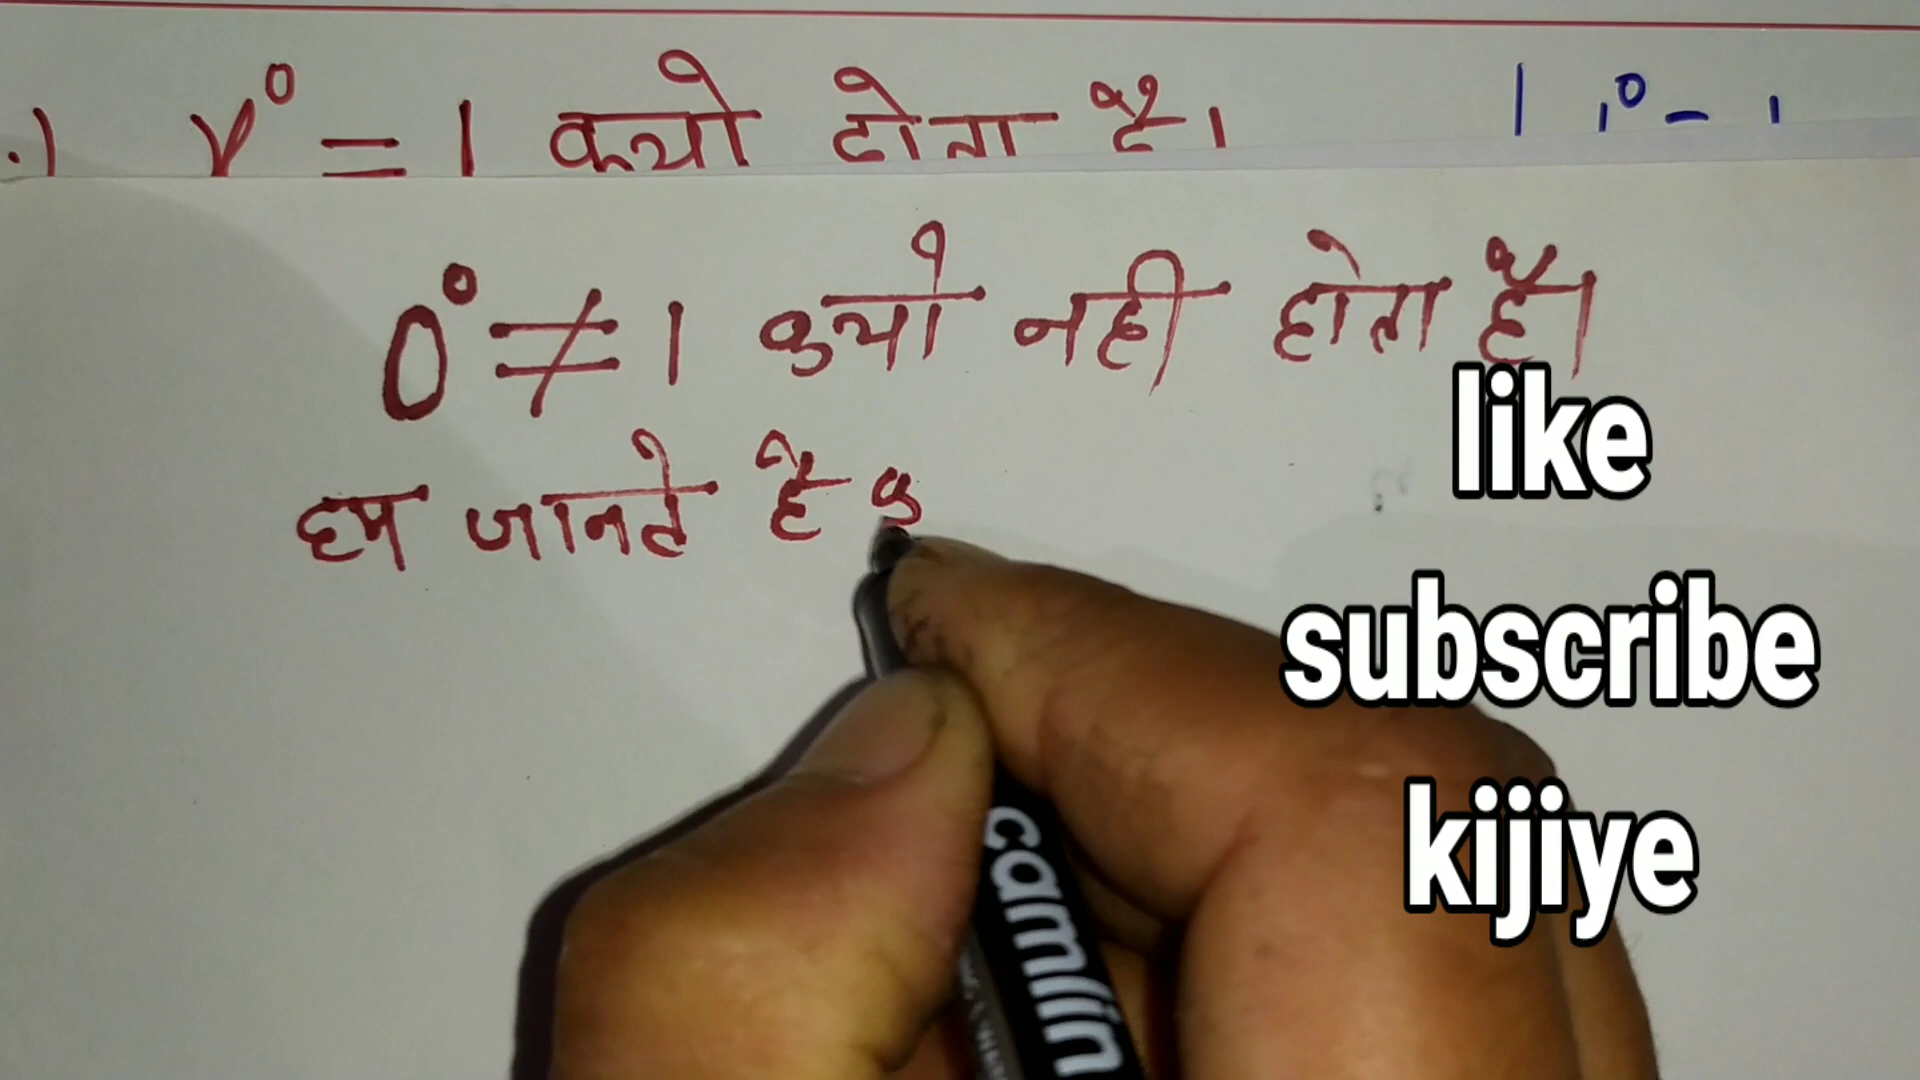 .) x⁰ = 1 क्यो होता है। | 1⁰ – 1
0⁰ ≠ 1 क्यो नही होता है।
हम जानते है
like
subscribe
kijiye
camlin